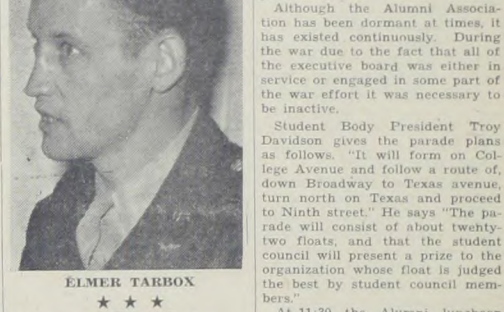 ELMER TARBOX
★ ★ ★
Although the Alumni Associa-
tion has been dormant at times, it
has existed continuously. During
the war due to the fact that all of
the executive board was either in
service or engaged in some part of
the war effort it was necessary to
be inactive.
Student Body President Troy
Davidson gives the parade plans
as follows. "It will form on Col-
lege Avenue and follow a route of,
down Broadway to Texas avenue,
turn north on Texas and proceed
to Ninth street." He says "The pa-
rade will consist of about twenty-
two floats, and that the student
council will present a prize to the
organization whose float is judged
the best by student council mem-
bers."
At 11:30 the Alumni luncheon